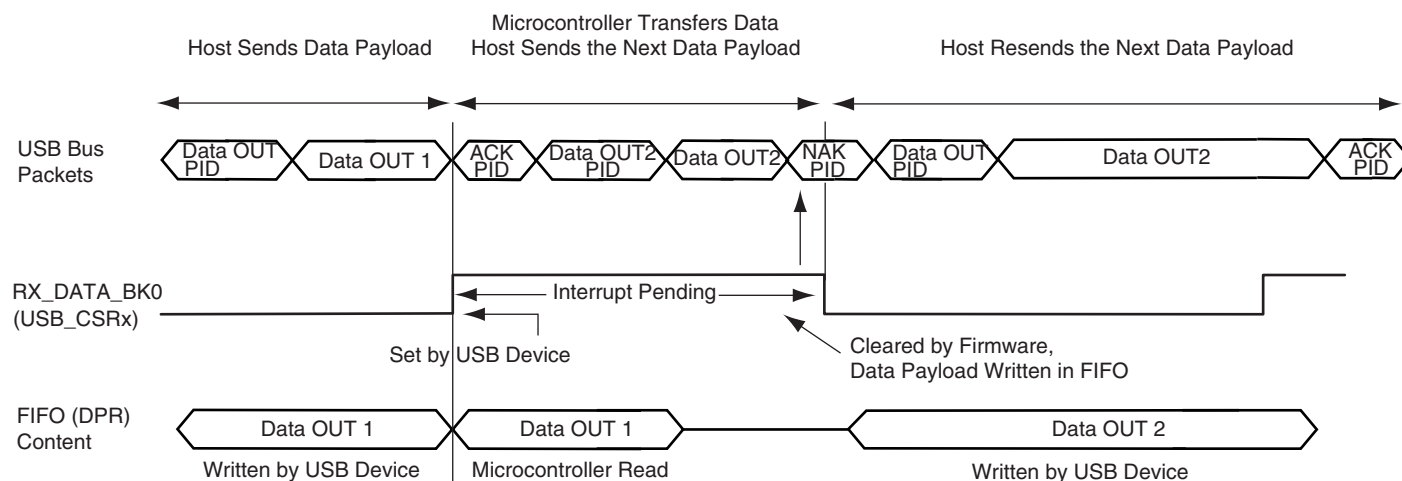 Microcontroller Transfers Data
Host Sends Data Payload
Host Sends the Next Data Payload
Host Resends the Next Data Payload
USB Bus
Packets
Data OUT
PID
Data OUT 1
ACK
PID
Data OUT2
PID
Data OUT2
NAK
PID
Data OUT
PID
Data OUT2
ACK
PID
RX_DATA_BK0
(USB_CSRx)
Interrupt Pending
Set by USB Device
Cleared by Firmware,
Data Payload Written in FIFO
FIFO (DPR)
Content
Data OUT 1
Data OUT 1
Data OUT 2
Written by USB Device
Microcontroller Read
Written by USB Device